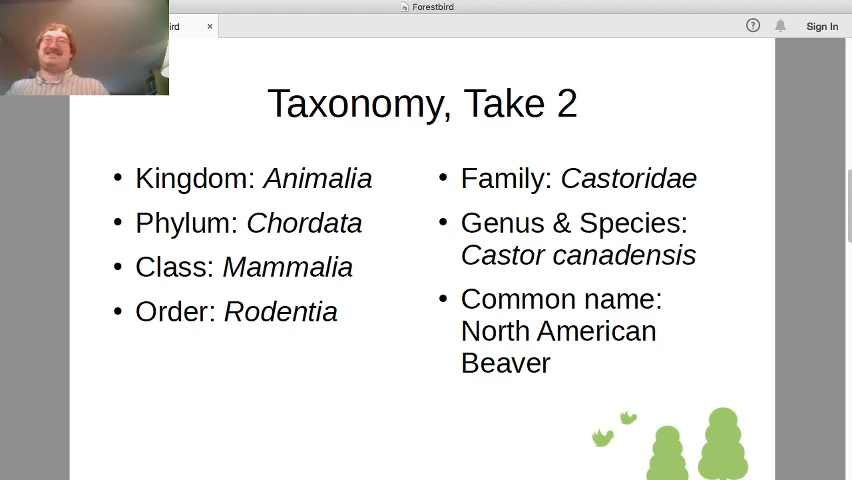 Forestbird
ird ×
? Sign In
Taxonomy, Take 2
• Kingdom: Animalia
• Phylum: Chordata
• Class: Mammalia
• Order: Rodentia
• Family: Castoridae
• Genus & Species:
Castor canadensis
• Common name:
North American
Beaver